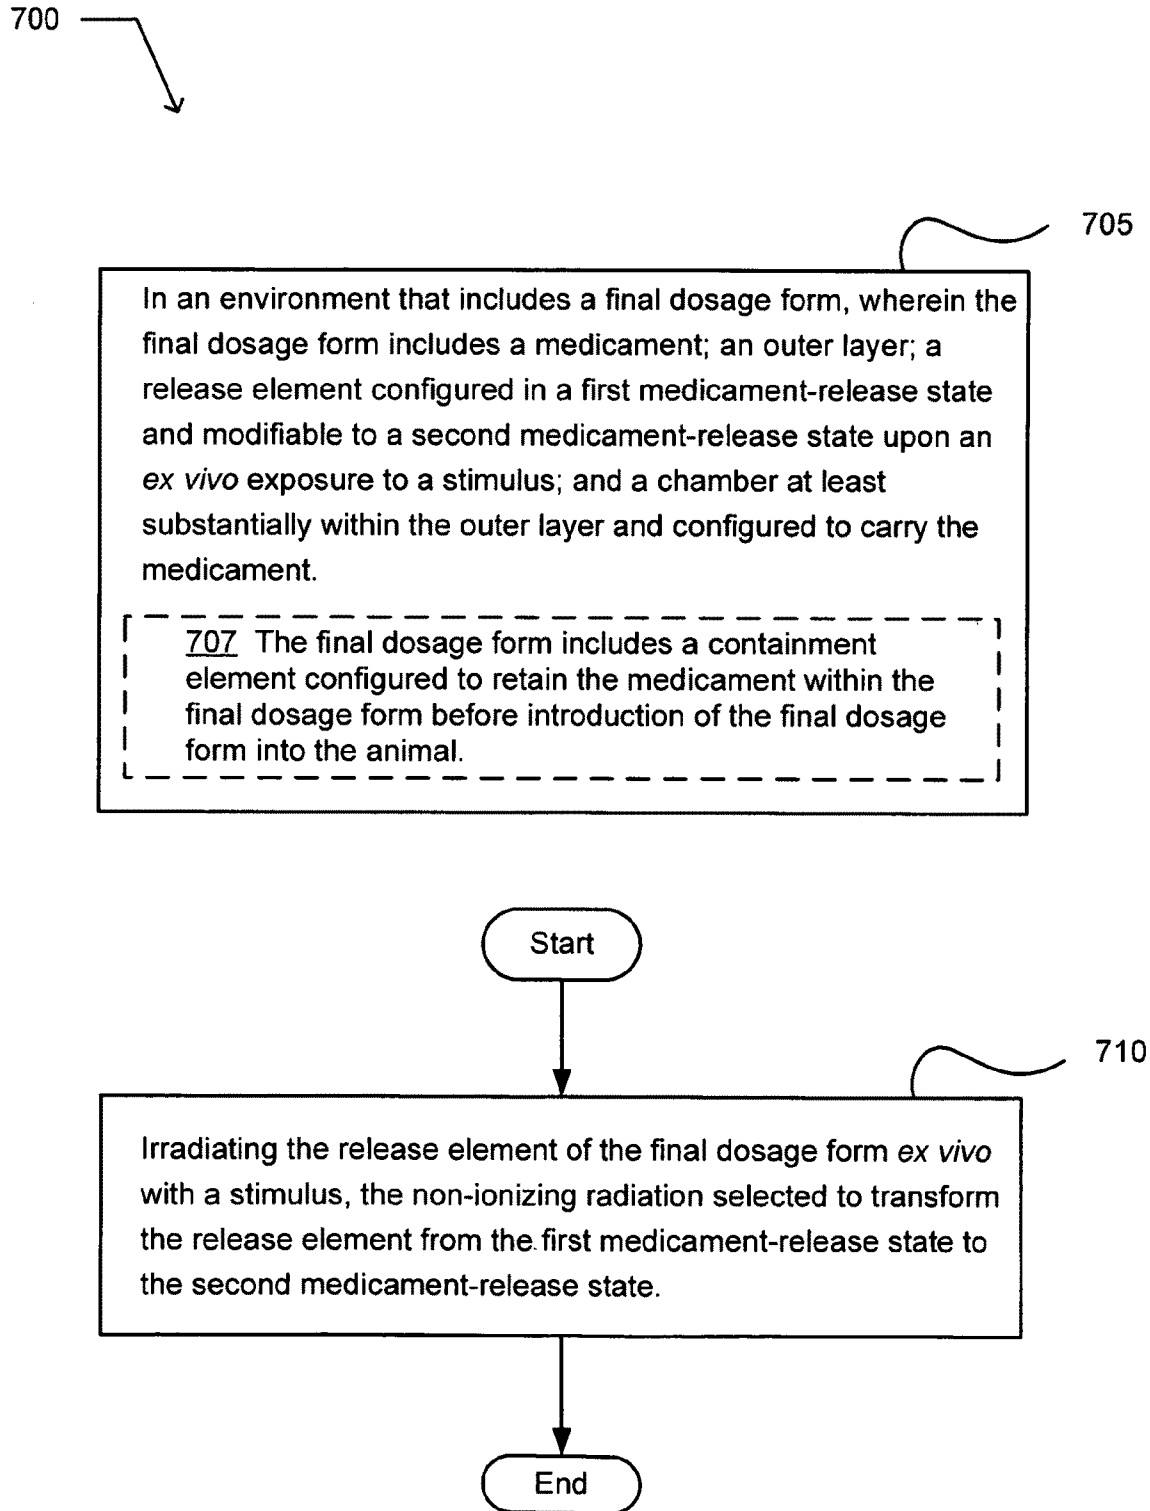 700
705
In an environment that includes a final dosage form, wherein the
final dosage form includes a medicament; an outer layer; a
release element configured in a first medicament-release state
and modifiable to a second medicament-release state upon an
ex vivo exposure to a stimulus; and a chamber at least
substantially within the outer layer and configured to carry the
medicament.
707 The final dosage form includes a containment
element configured to retain the medicament within the
final dosage form before introduction of the final dosage
form into the animal.
Start
710
Irradiating the release element of the final dosage form ex vivo
with a stimulus, the non-ionizing radiation selected to transform
the release element from the first medicament-release state to
the second medicament-release state.
End